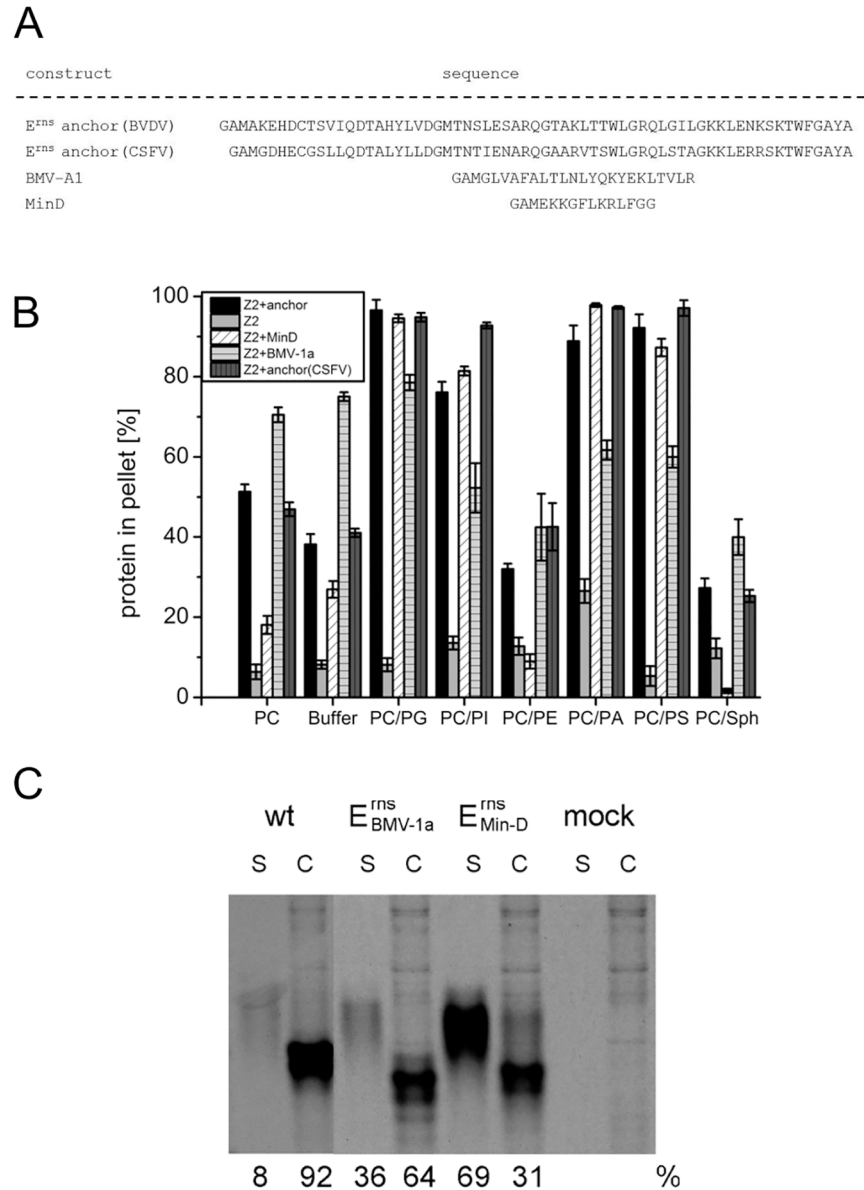 A
construct sequence
Erns anchor(BVDV) GAMAKEHDCTSVIQDTAHYLVDGMTNSLESARQGTAKLTTWLGRQLGILGKKLENKSKTWFGAYA
Erns anchor(CSFV) GAMGDHECGSLLQDTALYLLDGMTNTIENARQGAARVTSWLGRQLSTAGKKLERRSKTWFGAYA
BMV-A1 GAMGLVAFALTLNLYQKYEKLTVLR
MinD GAMEKKGFLKRLFGG
B
100
80
60
40
20
0
protein in pellet [%]
Z2+anchor
Z2
Z2+MinD
Z2+BMV-1a
Z2+anchor(CSFV)
PC Buffer PC/PG PC/PI PC/PE PC/PA PC/PS PC/Sph
C
wt Erns BMV-1a Erns Min-D mock
S C S C S C S C
8 92 36 64 69 31 %